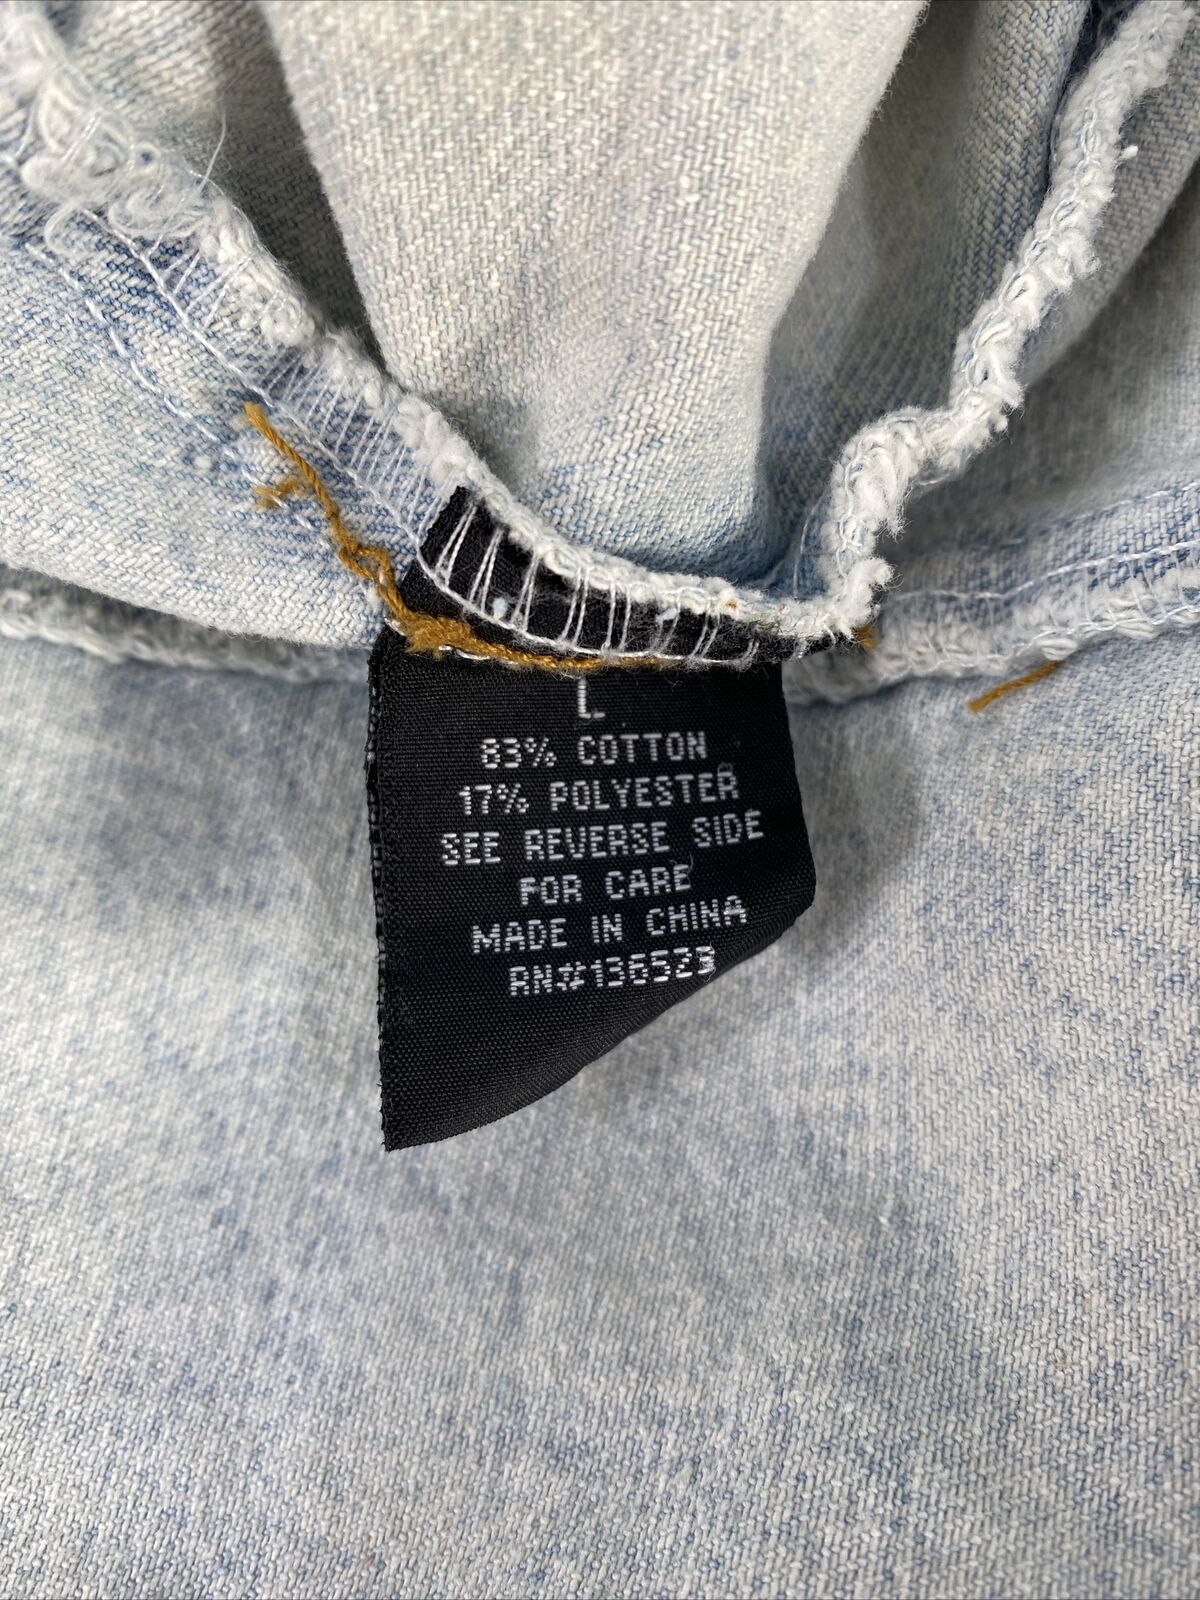 L
83% COTTON
17% POLYESTER
SEE REVERSE SIDE
FOR CARE
MADE IN CHINA
RN#136523